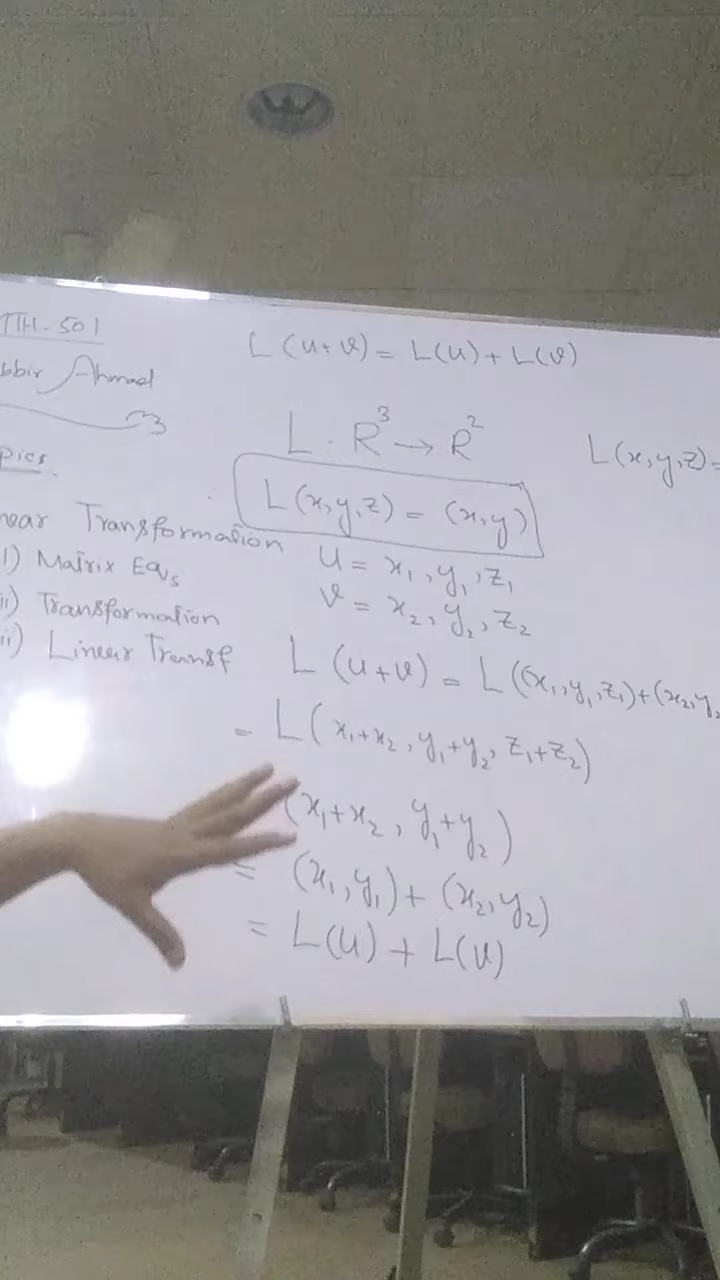 TH-501
bbir Ahmad
pics
near Transformation
1) Matrix Eqs
i) Transformation
ii) Linear Transf
L(u+v) = L(u) + L(v)
L : R³ → R²
L(x,y,z) = (x,y)
u = x₁, y₁, z₁
v = x₂, y₂, z₂
L(u+v) = L((x₁,y₁,z₁)+(x₂,y₂
= L(x₁+x₂, y₁+y₂, z₁+z₂)
(x₁+x₂, y₁+y₂)
= (x₁,y₁) + (x₂,y₂)
= L(u) + L(v)
L(x,y,z) =